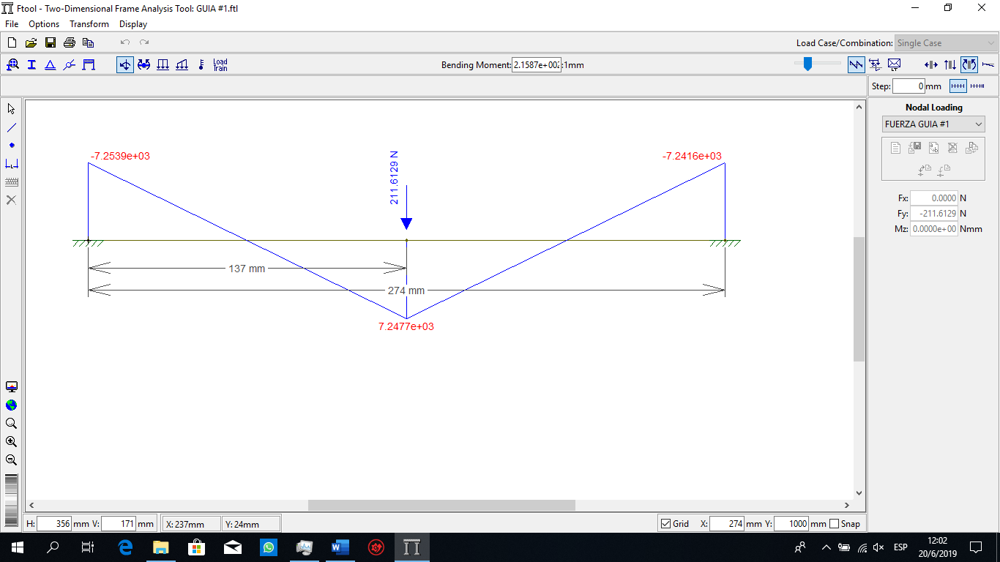 Ftool - Two-Dimensional Frame Analysis Tool: GUIA #1.ftl
File Options Transform Display
Load Case/Combination: Single Case
Load Train
Bending Moment: 2.1587e+002 :1mm
Step: 0 mm
Nodal Loading
FUERZA GUIA #1
Fx: 0.0000 N
Fy: -211.6129 N
Mz: 0.0000e+00 Nmm
-7.2539e+03
211.6129 N
-7.2416e+03
137 mm
274 mm
7.2477e+03
H: 356 mm V: 171 mm X: 237mm Y: 24mm
Grid X: 274 mm Y: 1000 mm Snap
ESP
12:02
20/6/2019